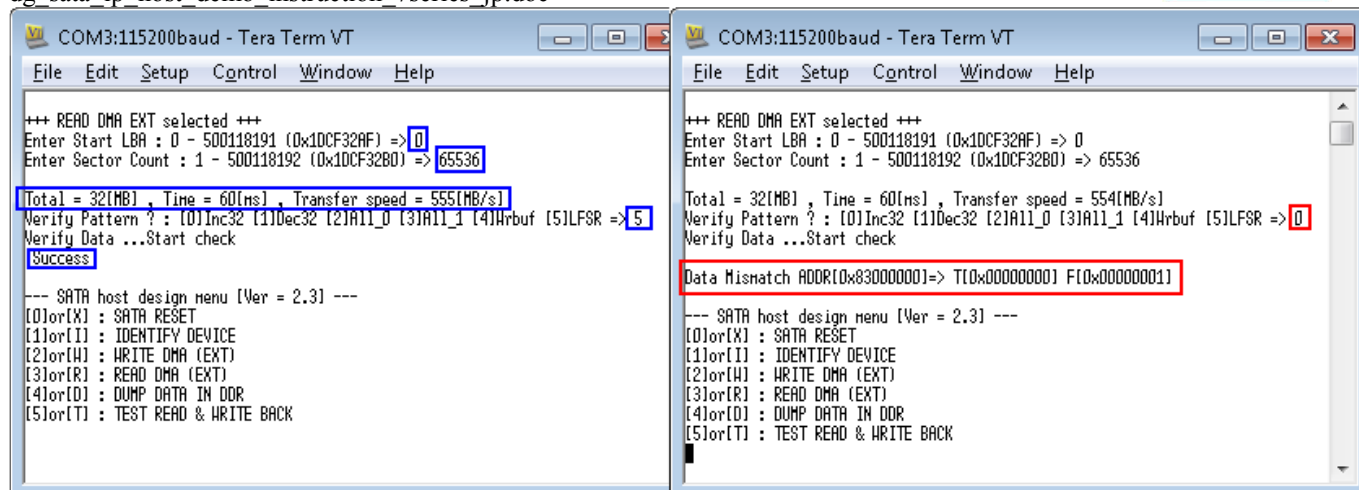 dg_sata_ip_host_demo_instruction_7series_jp.doc
COM3:115200baud - Tera Term VT
File Edit Setup Control Window Help
+++ READ DMA EXT selected +++
Enter Start LBA : 0 - 500118191 (0x1DCF32AF) => 0
Enter Sector Count : 1 - 500118192 (0x1DCF32B0) => 65536
Total = 32[MB] , Time = 60[ms] , Transfer speed = 555[MB/s]
Verify Pattern ? : [0]Inc32 [1]Dec32 [2]All_0 [3]All_1 [4]Wrbuf [5]LFSR => 5
Verify Data ...Start check
Success
--- SATA host design menu [Ver = 2.3] ---
[0]or[X] : SATA RESET
[1]or[I] : IDENTIFY DEVICE
[2]or[W] : WRITE DMA (EXT)
[3]or[R] : READ DMA (EXT)
[4]or[D] : DUMP DATA IN DDR
[5]or[T] : TEST READ & WRITE BACK
COM3:115200baud - Tera Term VT
File Edit Setup Control Window Help
+++ READ DMA EXT selected +++
Enter Start LBA : 0 - 500118191 (0x1DCF32AF) => 0
Enter Sector Count : 1 - 500118192 (0x1DCF32B0) => 65536
Total = 32[MB] , Time = 60[ms] , Transfer speed = 554[MB/s]
Verify Pattern ? : [0]Inc32 [1]Dec32 [2]All_0 [3]All_1 [4]Wrbuf [5]LFSR => 0
Verify Data ...Start check
Data Mismatch ADDR[0x83000000]=> T[0x00000000] F[0x00000001]
--- SATA host design menu [Ver = 2.3] ---
[0]or[X] : SATA RESET
[1]or[I] : IDENTIFY DEVICE
[2]or[W] : WRITE DMA (EXT)
[3]or[R] : READ DMA (EXT)
[4]or[D] : DUMP DATA IN DDR
[5]or[T] : TEST READ & WRITE BACK